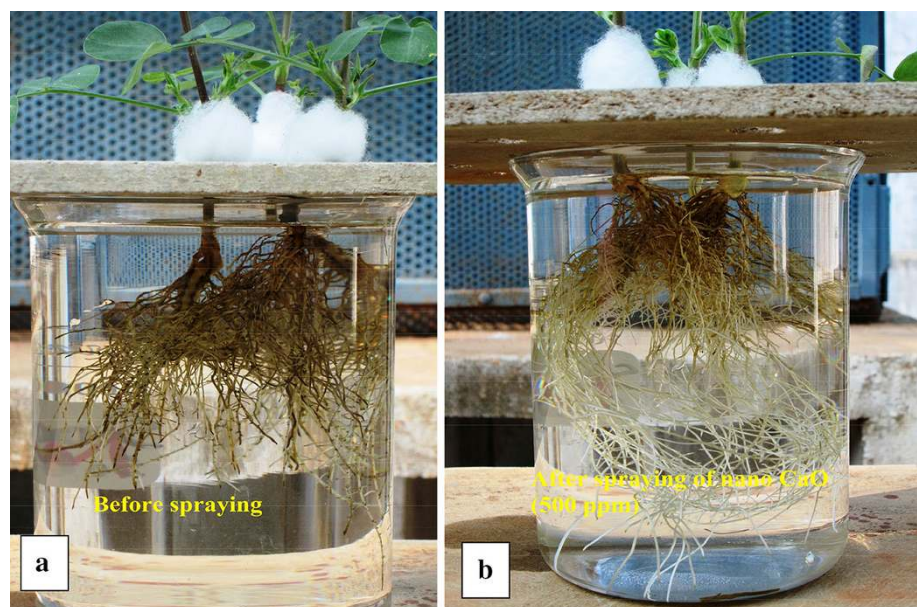 Before spraying
a
After spraying of nano CaO
(500 ppm)
b